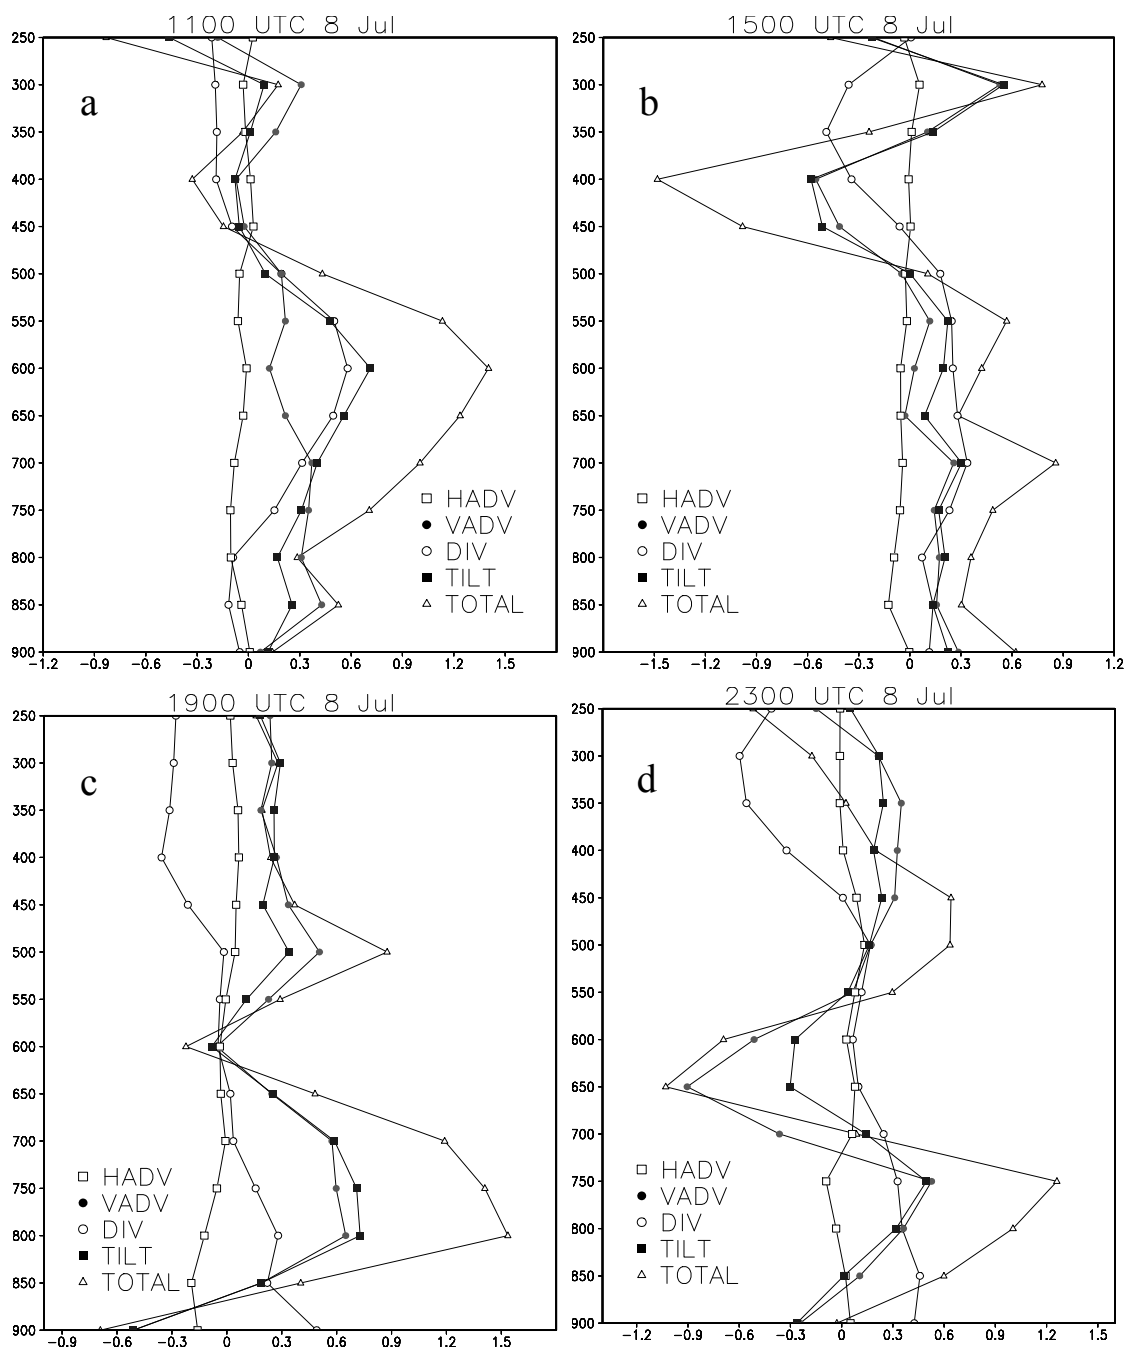 1100 UTC 8 Jul
250
300
350
400
450
500
550
600
650
700
750
800
850
900
a
HADV
VADV
DIV
TILT
TOTAL
-1.2 -0.9 -0.6 -0.3 0 0.3 0.6 0.9 1.2 1.5
1500 UTC 8 Jul
250
300
350
400
450
500
550
600
650
700
750
800
850
900
b
HADV
VADV
DIV
TILT
TOTAL
-1.5 -1.2 -0.9 -0.6 -0.3 0 0.3 0.6 0.9 1.2
1900 UTC 8 Jul
250
300
350
400
450
500
550
600
650
700
750
800
850
900
c
HADV
VADV
DIV
TILT
TOTAL
-0.9 -0.6 -0.3 0 0.3 0.6 0.9 1.2 1.5
2300 UTC 8 Jul
250
300
350
400
450
500
550
600
650
700
750
800
850
900
d
HADV
VADV
DIV
TILT
TOTAL
-1.2 -0.9 -0.6 -0.3 0 0.3 0.6 0.9 1.2 1.5